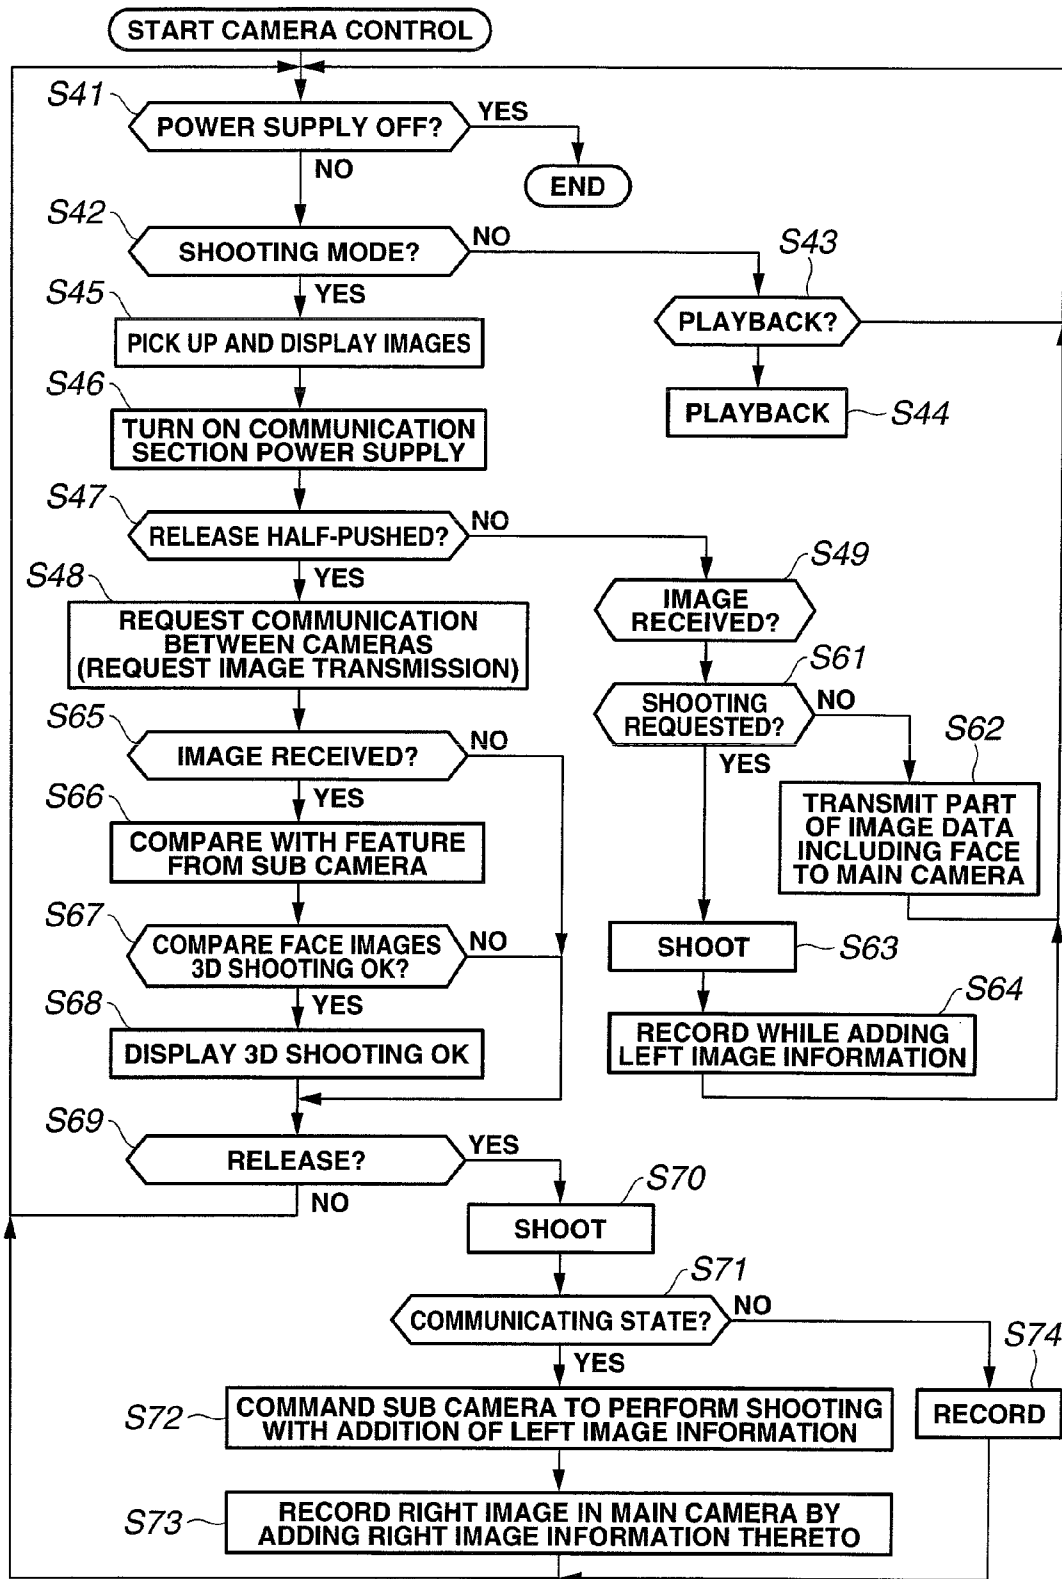 START CAMERA CONTROL
S41
POWER SUPPLY OFF?
YES
NO
END
S42
SHOOTING MODE?
NO
YES
S43
PLAYBACK?
S45
PICK UP AND DISPLAY IMAGES
PLAYBACK
S44
S46
TURN ON COMMUNICATION
SECTION POWER SUPPLY
S47
RELEASE HALF-PUSHED?
NO
YES
S49
IMAGE
RECEIVED?
S48
REQUEST COMMUNICATION
BETWEEN CAMERAS
(REQUEST IMAGE TRANSMISSION)
S61
SHOOTING
REQUESTED?
NO
YES
S65
IMAGE RECEIVED?
NO
YES
S62
TRANSMIT PART
OF IMAGE DATA
INCLUDING FACE
TO MAIN CAMERA
S66
COMPARE WITH FEATURE
FROM SUB CAMERA
S67
COMPARE FACE IMAGES
3D SHOOTING OK?
NO
YES
SHOOT
S63
S64
RECORD WHILE ADDING
LEFT IMAGE INFORMATION
S68
DISPLAY 3D SHOOTING OK
S69
RELEASE?
YES
NO
S70
SHOOT
S71
COMMUNICATING STATE?
NO
YES
S74
RECORD
S72
COMMAND SUB CAMERA TO PERFORM SHOOTING
WITH ADDITION OF LEFT IMAGE INFORMATION
S73
RECORD RIGHT IMAGE IN MAIN CAMERA BY
ADDING RIGHT IMAGE INFORMATION THERETO